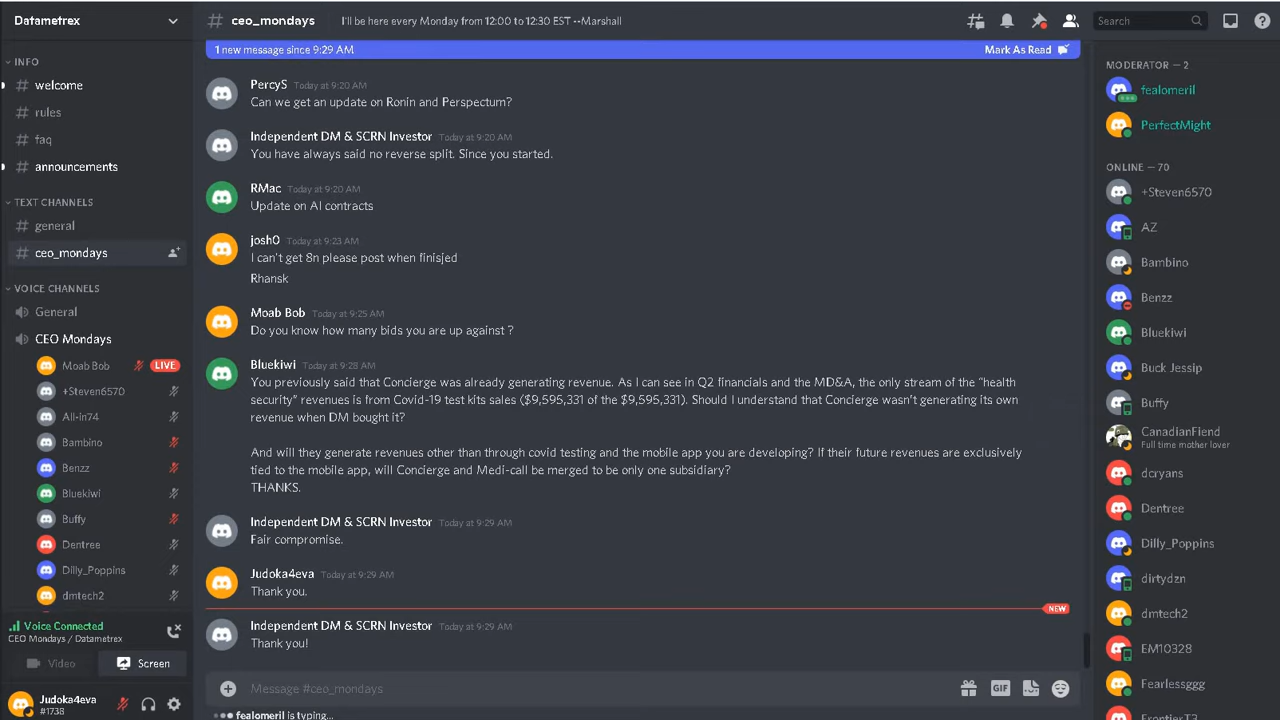 Datametrex
INFO
welcome
rules
faq
announcements
TEXT CHANNELS
general
ceo_mondays
VOICE CHANNELS
General
CEO Mondays
Moab Bob LIVE
+Steven6570
All-in74
Bambino
Benzz
Bluekiwi
Buffy
Dentree
Dilly_Poppins
dmtech2
Voice Connected
CEO Mondays / Datametrex
Video Screen
Judoka4eva
#1738
# ceo_mondays I'll be here every Monday from 12:00 to 12:30 EST --Marshall
Search
1 new message since 9:29 AM Mark As Read
PercyS Today at 9:20 AM
Can we get an update on Ronin and Perspectum?
Independent DM & SCRN Investor Today at 9:20 AM
You have always said no reverse split. Since you started.
RMac Today at 9:20 AM
Update on AI contracts
josh0 Today at 9:23 AM
I can't get 8n please post when finisjed
Rhansk
Moab Bob Today at 9:25 AM
Do you know how many bids you are up against ?
Bluekiwi Today at 9:28 AM
You previously said that Concierge was already generating revenue. As I can see in Q2 financials and the MD&A, the only stream of the “health
security” revenues is from Covid-19 test kits sales ($9,595,331 of the $9,595,331). Should I understand that Concierge wasn't generating its own
revenue when DM bought it?
And will they generate revenues other than through covid testing and the mobile app you are developing? If their future revenues are exclusively
tied to the mobile app, will Concierge and Medi-call be merged to be only one subsidiary?
THANKS.
Independent DM & SCRN Investor Today at 9:29 AM
Fair compromise.
Judoka4eva Today at 9:29 AM
Thank you.
NEW
Independent DM & SCRN Investor Today at 9:29 AM
Thank you!
Message #ceo_mondays
GIF
fealomeril is typing...
MODERATOR — 2
fealomeril
PerfectMight
ONLINE — 70
+Steven6570
AZ
Bambino
Benzz
Bluekiwi
Buck Jessip
Buffy
CanadianFiend
Full time mother lover
dcryans
Dentree
Dilly_Poppins
dirtydzn
dmtech2
EM10328
Fearlessggg
FrontierT3